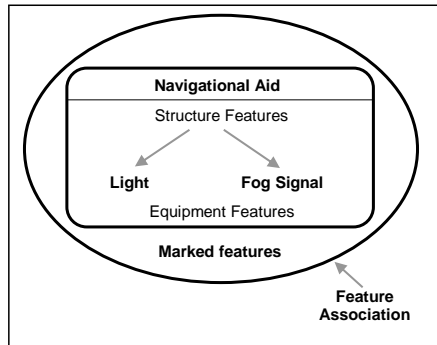 Navigational Aid
Structure Features
Light Fog Signal
Equipment Features
Marked features
Feature
Association